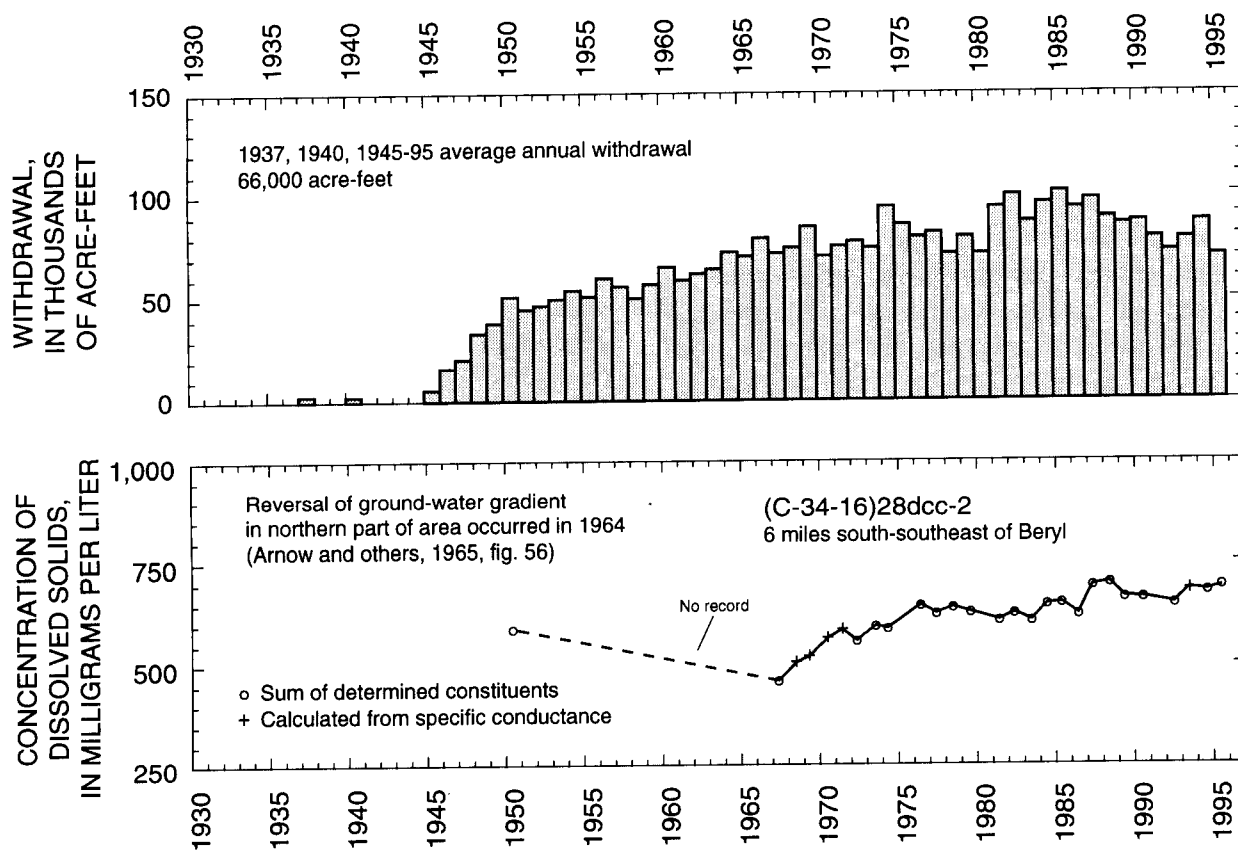 1930 1935 1940 1945 1950 1955 1960 1965 1970 1975 1980 1985 1990 1995
WITHDRAWAL,
IN THOUSANDS
OF ACRE-FEET
150
100
50
0
1937, 1940, 1945-95 average annual withdrawal
66,000 acre-feet
CONCENTRATION OF
DISSOLVED SOLIDS,
IN MILLIGRAMS PER LITER
1,000
750
500
250
Reversal of ground-water gradient
in northern part of area occurred in 1964
(Arnow and others, 1965, fig. 56)
(C-34-16)28dcc-2
6 miles south-southeast of Beryl
No record
o Sum of determined constituents
+ Calculated from specific conductance
1930 1935 1940 1945 1950 1955 1960 1965 1970 1975 1980 1985 1990 1995